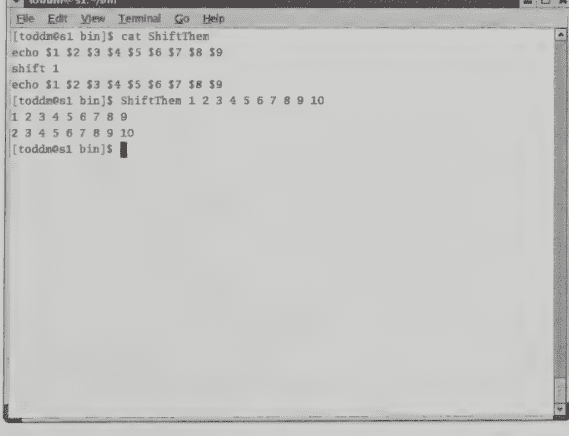 toddm@s1:~/bin
File Edit View Terminal Go Help
[toddm@s1 bin]$ cat ShiftThem
echo $1 $2 $3 $4 $5 $6 $7 $8 $9
shift 1
echo $1 $2 $3 $4 $5 $6 $7 $8 $9
[toddm@s1 bin]$ ShiftThem 1 2 3 4 5 6 7 8 9 10
1 2 3 4 5 6 7 8 9
2 3 4 5 6 7 8 9 10
[toddm@s1 bin]$